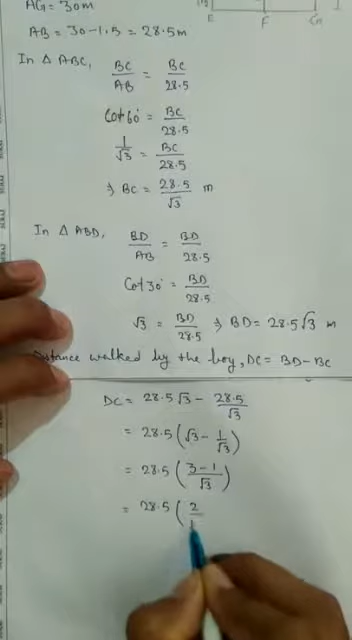 AG = 30m
E F G
AB = 30-1.5 = 28.5m
In △ ABC, BC/AB = BC/28.5
Cot 60° = BC/28.5
1/√3 = BC/28.5
⇒ BC = 28.5/√3 m
In △ ABD, BD/AB = BD/28.5
Cot 30° = BD/28.5
√3 = BD/28.5 ⇒ BD = 28.5√3 m
Distance walked by the boy, DC = BD - BC
DC = 28.5√3 - 28.5/√3
= 28.5(√3 - 1/√3)
= 28.5(3-1/√3)
= 28.5(2/